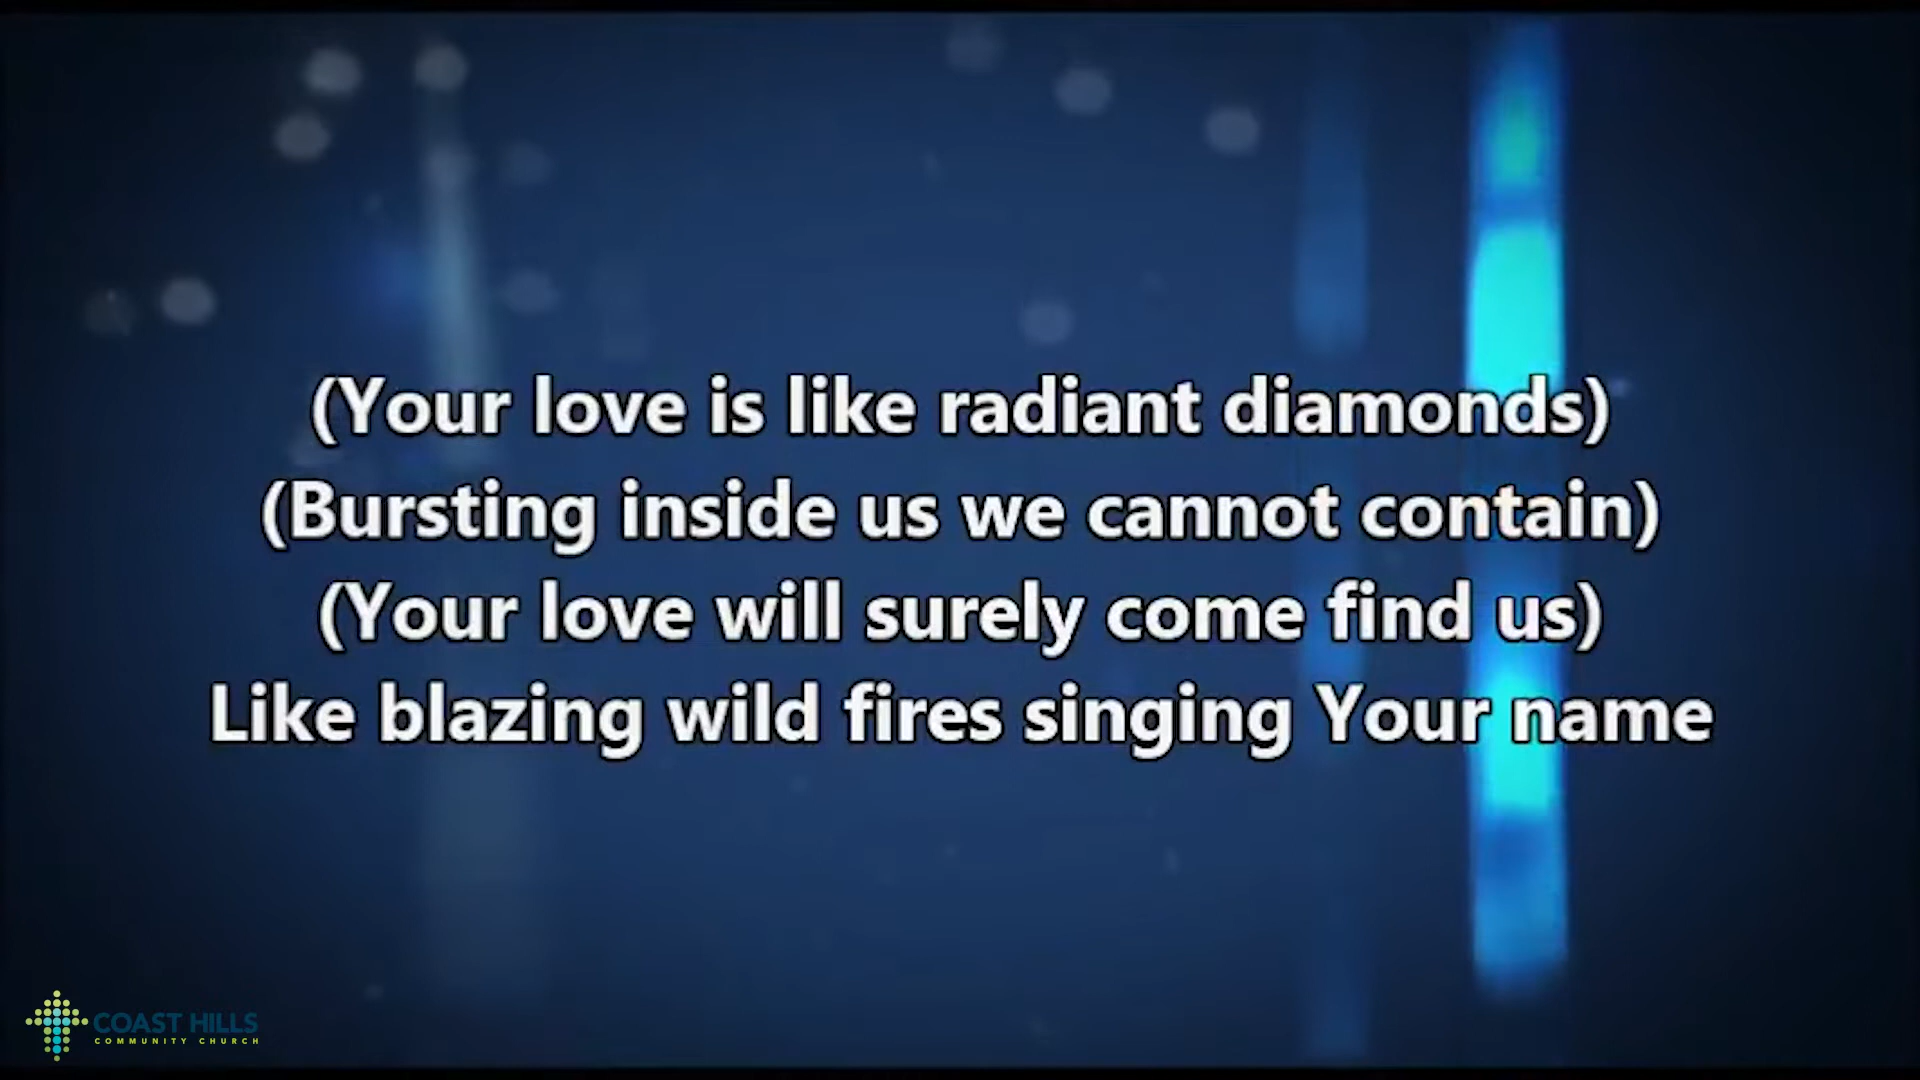 (Your love is like radiant diamonds)
(Bursting inside us we cannot contain)
(Your love will surely come find us)
Like blazing wild fires singing Your name
COAST HILLS
COMMUNITY CHURCH